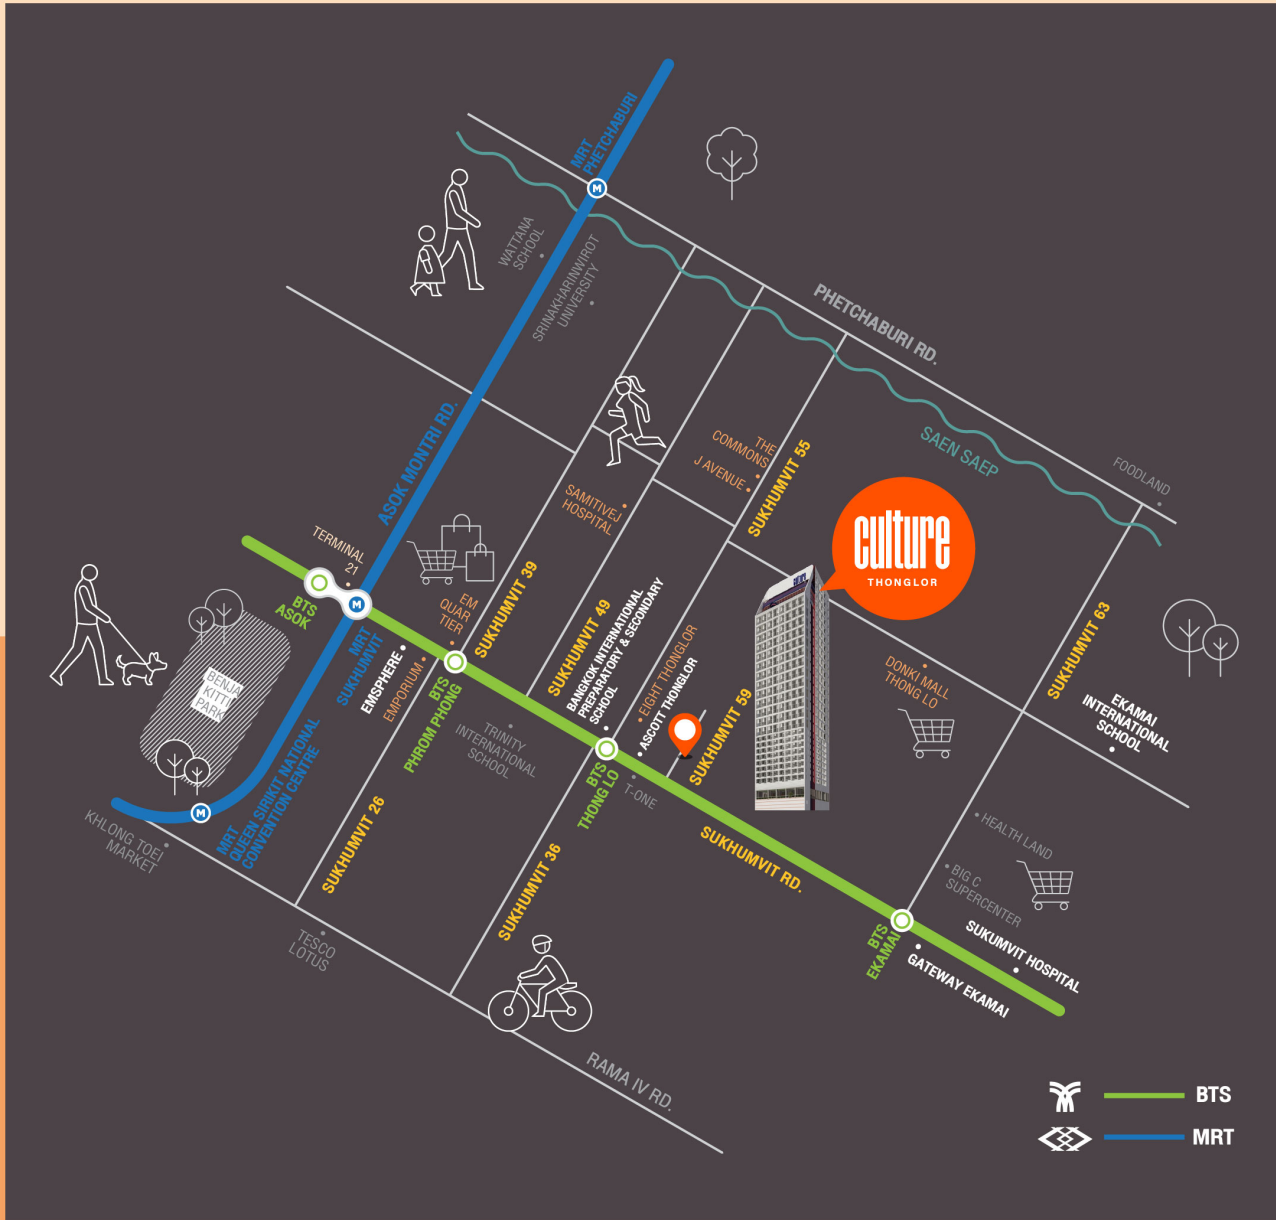 MRT
PHETCHABURI
M
WATTANA
SCHOOL
SRINAKHARINWIROT
UNIVERSITY
PHETCHABURI RD.
SAEN SAEP
FOODLAND
ASOK MONTRI RD.
THE
COMMONS
J AVENUE
SUKHUMVIT 55
SAMITIVEJ
HOSPITAL
culture
THONGLOR
TERMINAL
21
BTS
ASOK
M
MRT
SUKHUMVIT
EM
QUAR
TIER
SUKHUMVIT 39
SUKHUMVIT 49
BANGKOK INTERNATIONAL
PREPARATORY & SECONDARY
SCHOOL
EIGHT THONGLOR
ASCOTT THONGLOR
SUKHUMVIT 59
SUKHUMVIT 63
DONKI MALL
THONG LO
EKAMAI
INTERNATIONAL
SCHOOL
BENJA
KITTI
PARK
EMSPHERE
EMPORIUM
BTS
PHROM PHONG
TRINITY
INTERNATIONAL
SCHOOL
BTS
THONG LO
T-ONE
SUKHUMVIT RD.
M
MRT
QUEEN SIRIKIT NATIONAL
CONVENTION CENTRE
KHLONG TOEI
MARKET
SUKHUMVIT 26
SUKHUMVIT 36
TESCO
LOTUS
HEALTH LAND
BIG C
SUPERCENTER
SUKUMVIT HOSPITAL
BTS
EKAMAI
GATEWAY EKAMAI
RAMA IV RD.
BTS
MRT